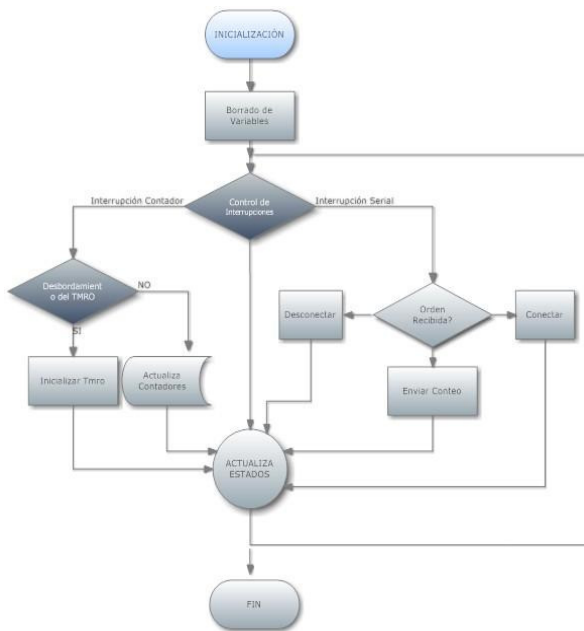 INICIALIZACIÓN
Borrado de
Variables
Interrupción Contador
Control de
Interrupciones
Interrupción Serial
Desbordamient
o del TMRO
NO
SI
Desconectar
Orden
Recibida?
Conectar
Inicializar Tmro
Actualiza
Contadores
Enviar Conteo
ACTUALIZA
ESTADOS
FIN